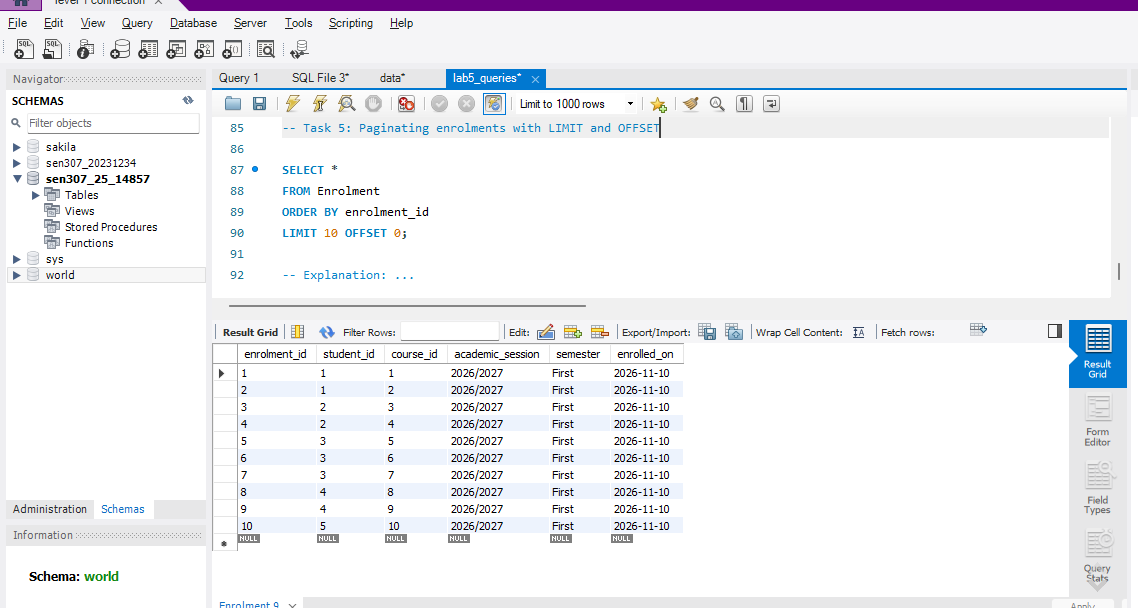 level 1 connection
File Edit View Query Database Server Tools Scripting Help
Navigator
SCHEMAS
Filter objects
sakila
sen307_20231234
sen307_25_14857
Tables
Views
Stored Procedures
Functions
sys
world
Administration Schemas
Information
Schema: world
Query 1 SQL File 3* data* lab5_queries*
Limit to 1000 rows
85 -- Task 5: Paginating enrolments with LIMIT and OFFSET
86
87 SELECT *
88 FROM Enrolment
89 ORDER BY enrolment_id
90 LIMIT 10 OFFSET 0;
91
92 -- Explanation: ...
Result Grid Filter Rows: Edit: Export/Import: Wrap Cell Content: Fetch rows:
enrolment_id student_id course_id academic_session semester enrolled_on
1 1 1 2026/2027 First 2026-11-10
2 1 2 2026/2027 First 2026-11-10
3 2 3 2026/2027 First 2026-11-10
4 2 4 2026/2027 First 2026-11-10
5 3 5 2026/2027 First 2026-11-10
6 3 6 2026/2027 First 2026-11-10
7 3 7 2026/2027 First 2026-11-10
8 4 8 2026/2027 First 2026-11-10
9 4 9 2026/2027 First 2026-11-10
10 5 10 2026/2027 First 2026-11-10
NULL NULL NULL NULL NULL NULL
Result
Grid
Form
Editor
Field
Types
Query
Stats
Enrolment 9
Apply